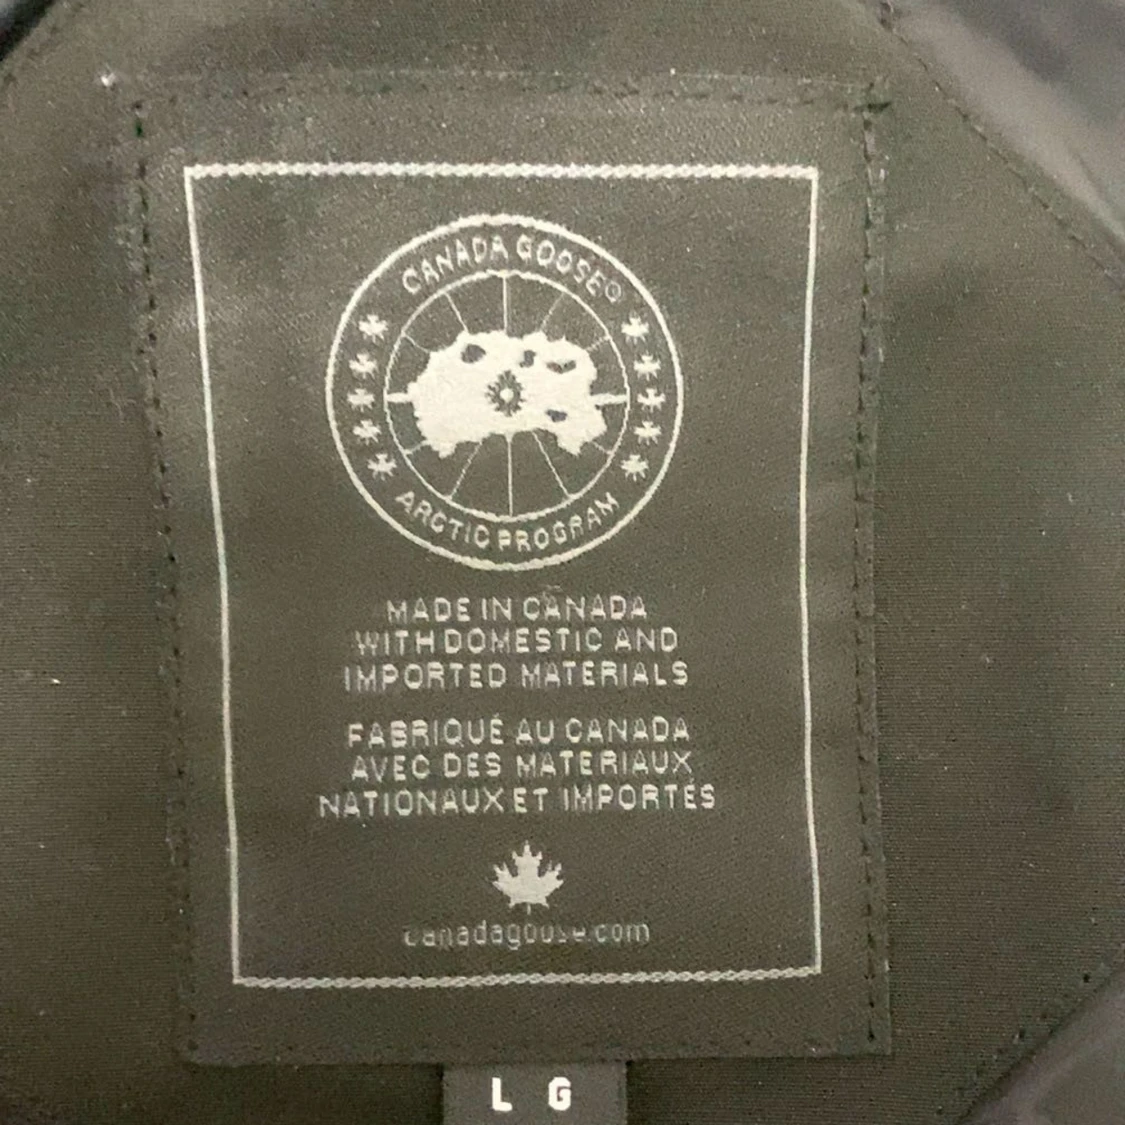 CANADA GOOSE®
ARCTIC PROGRAM
MADE IN CANADA
WITH DOMESTIC AND
IMPORTED MATERIALS
FABRIQUÉ AU CANADA
AVEC DES MATERIAUX
NATIONAUX ET IMPORTÉS
canadagoose.com
LG